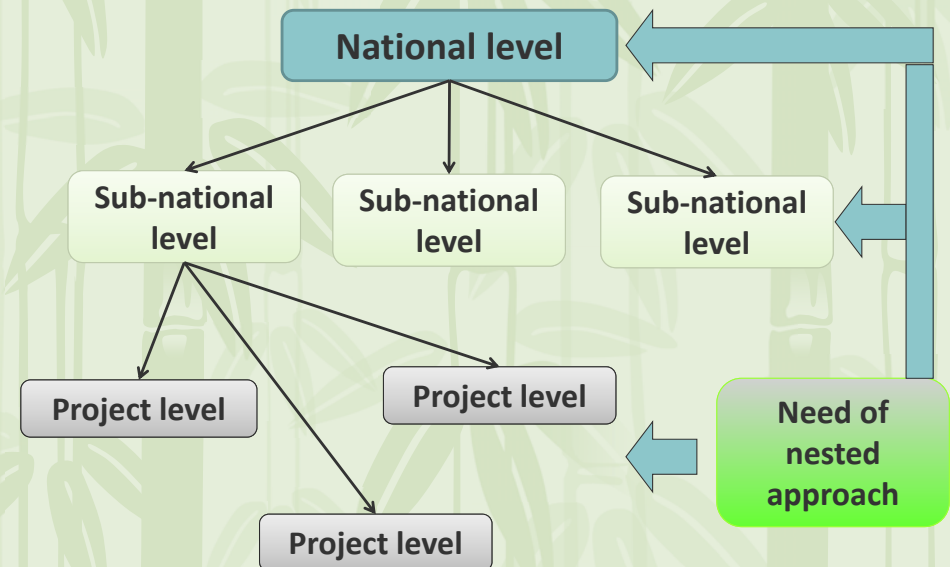 National level
Sub-national
level
Sub-national
level
Sub-national
level
Project level
Project level
Project level
Need of
nested
approach